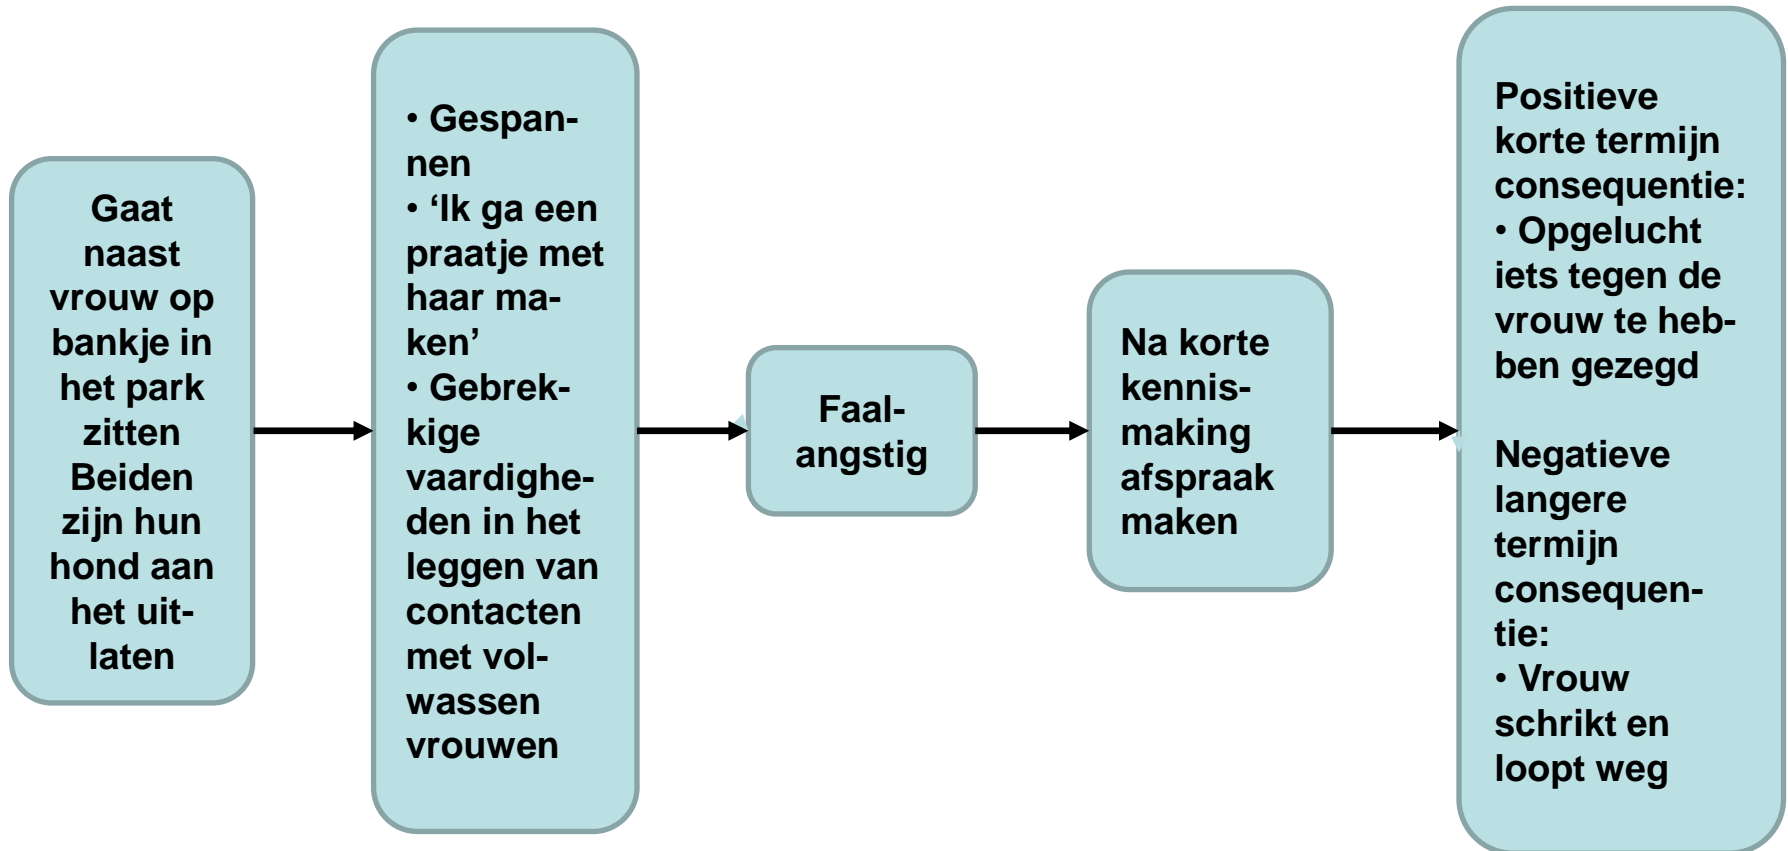 Gaat
naast
vrouw op
bankje in
het park
zitten
Beiden
zijn hun
hond aan
het uit-
laten
• Gespan-
nen
• ‘Ik ga een
praatje met
haar ma-
ken’
• Gebrek-
kige
vaardighe-
den in het
leggen van
contacten
met vol-
wassen
vrouwen
Faal-
angstig
Na korte
kennis-
making
afspraak
maken
Positieve
korte termijn
consequentie:
• Opgelucht
iets tegen de
vrouw te heb-
ben gezegd
Negatieve
langere
termijn
consequen-
tie:
• Vrouw
schrikt en
loopt weg